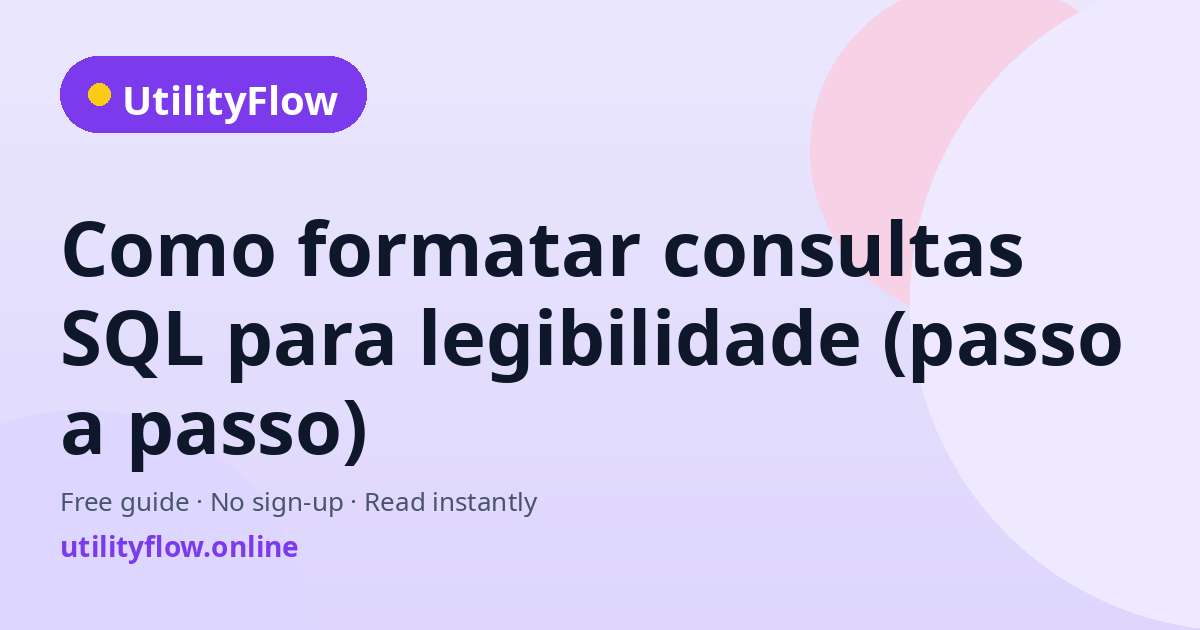 UtilityFlow
Como formatar consultas
SQL para legibilidade (passo
a passo)
Free guide · No sign-up · Read instantly
utilityflow.online